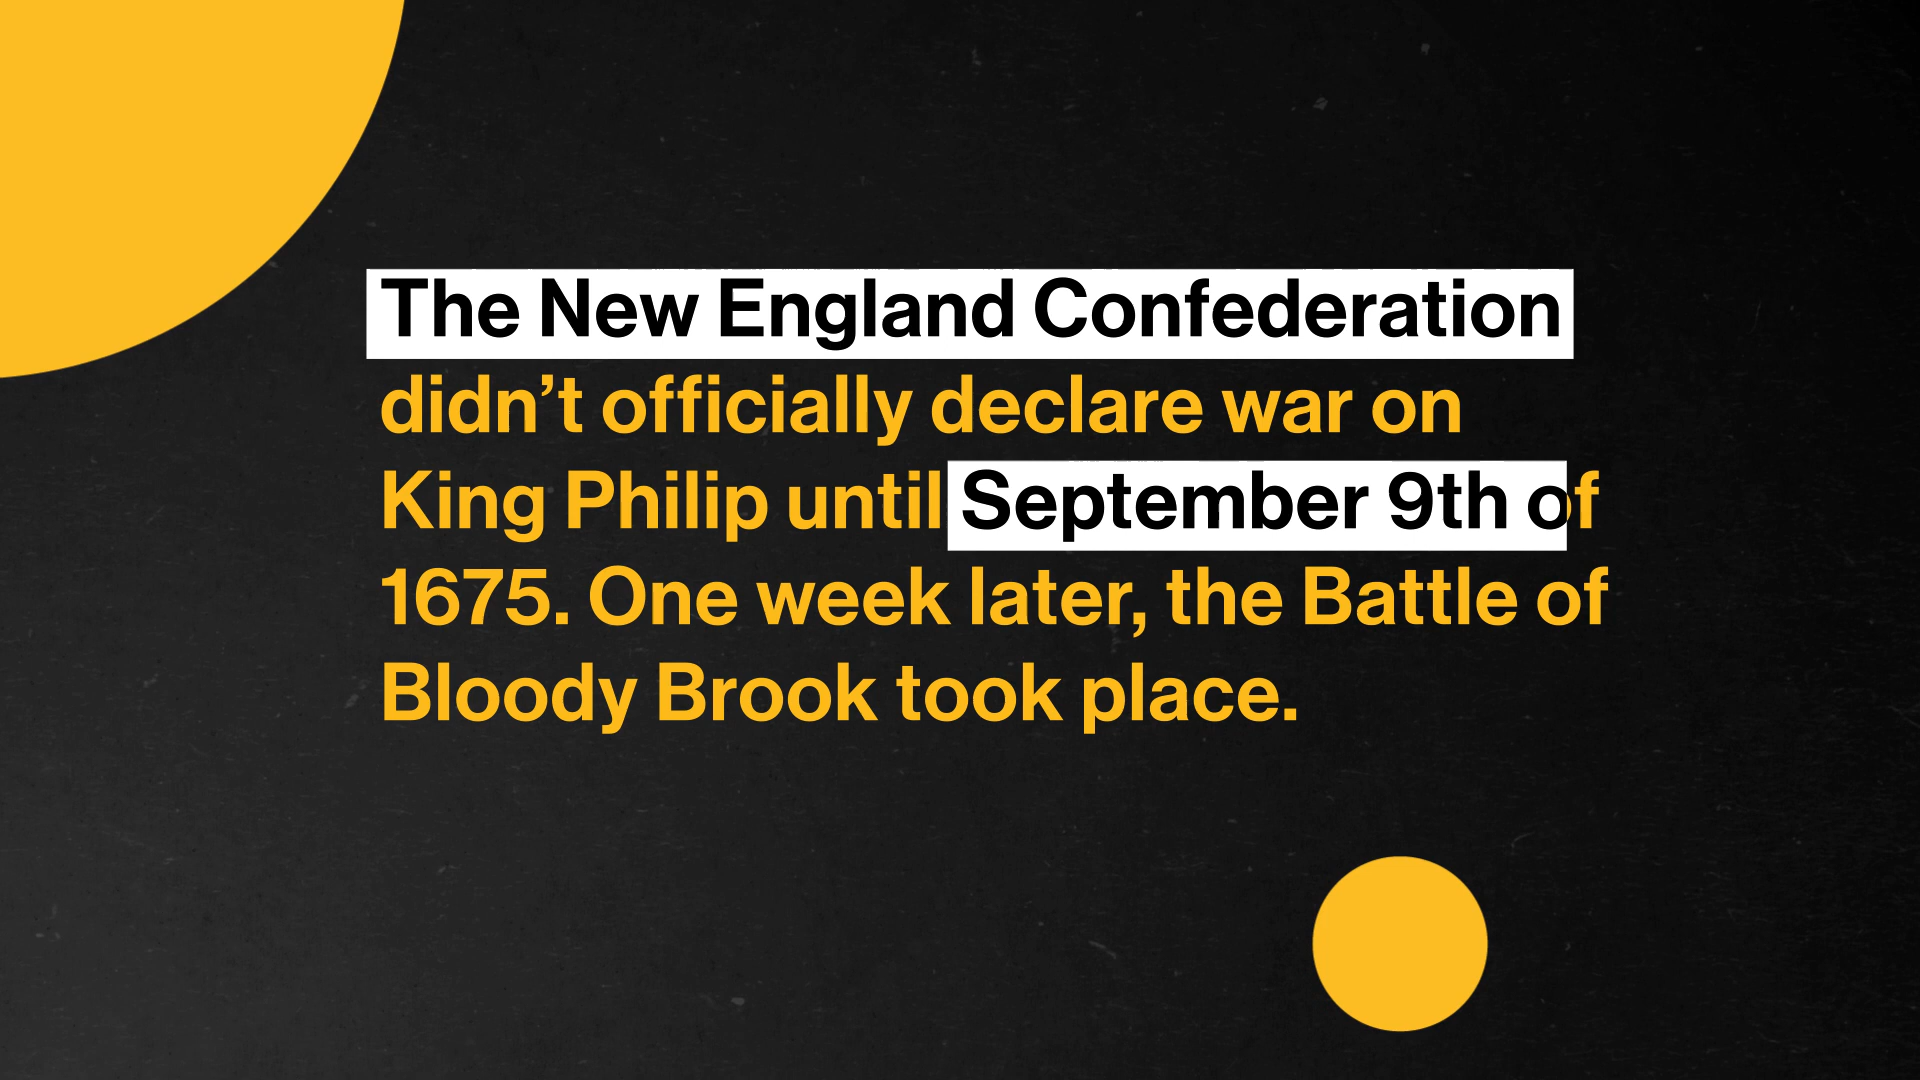 The New England Confederation
didn’t officially declare war on
King Philip until September 9th of
1675. One week later, the Battle of
Bloody Brook took place.